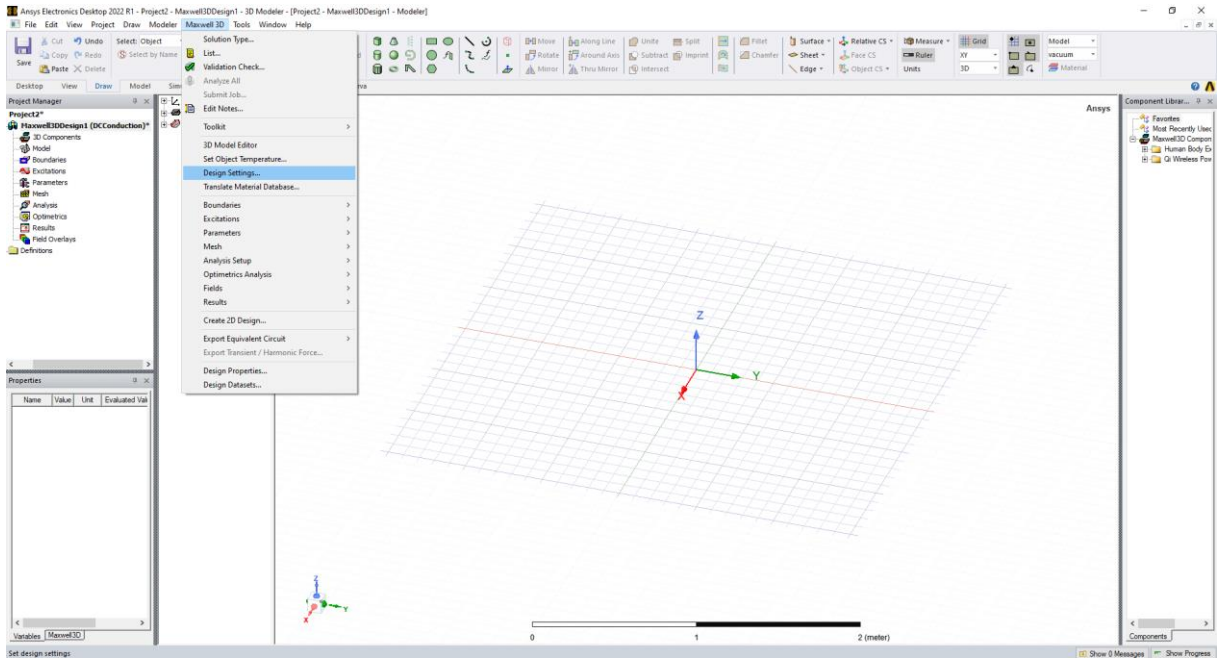 Ansys Electronics Desktop 2022 R1 - Project2 - Maxwell3DDesign1 - 3D Modeler - [Project2 - Maxwell3DDesign1 - Modeler]
File Edit View Project Draw Modeler Maxwell 3D Tools Window Help
Save
Cut Undo Select: Object
Copy Redo Select by Name
Paste Delete
Move Along Line Unite Split Fillet Surface Relative CS Measure Grid Model
Rotate Around Axis Subtract Imprint Chamfer Sheet Face CS Ruler XY vacuum
Mirror Thru Mirror Intersect Edge Object CS Units 3D Material
Desktop View Draw Model
Project Manager
Project2*
Maxwell3DDesign1 (DCConduction)*
3D Components
Model
Boundaries
Excitations
Parameters
Mesh
Analysis
Optimetrics
Results
Field Overlays
Definitions
Solution Type...
List...
Validation Check...
Analyze All
Submit Job...
Edit Notes...
Toolkit
3D Model Editor
Set Object Temperature...
Design Settings...
Translate Material Database...
Boundaries
Excitations
Parameters
Mesh
Analysis Setup
Optimetrics Analysis
Fields
Results
Create 2D Design...
Export Equivalent Circuit
Export Transient / Harmonic Force...
Design Properties...
Design Datasets...
Ansys
Z
Y
X
Z
Y
X
0 1 2 (meter)
Component Librar...
Favorites
Most Recently Usec
Maxwell3D Compon
Human Body Ex
Qi Wireless Pow
Components
Properties
Name Value Unit Evaluated Val
Variables Maxwell3D
Set design settings
Show 0 Messages Show Progress